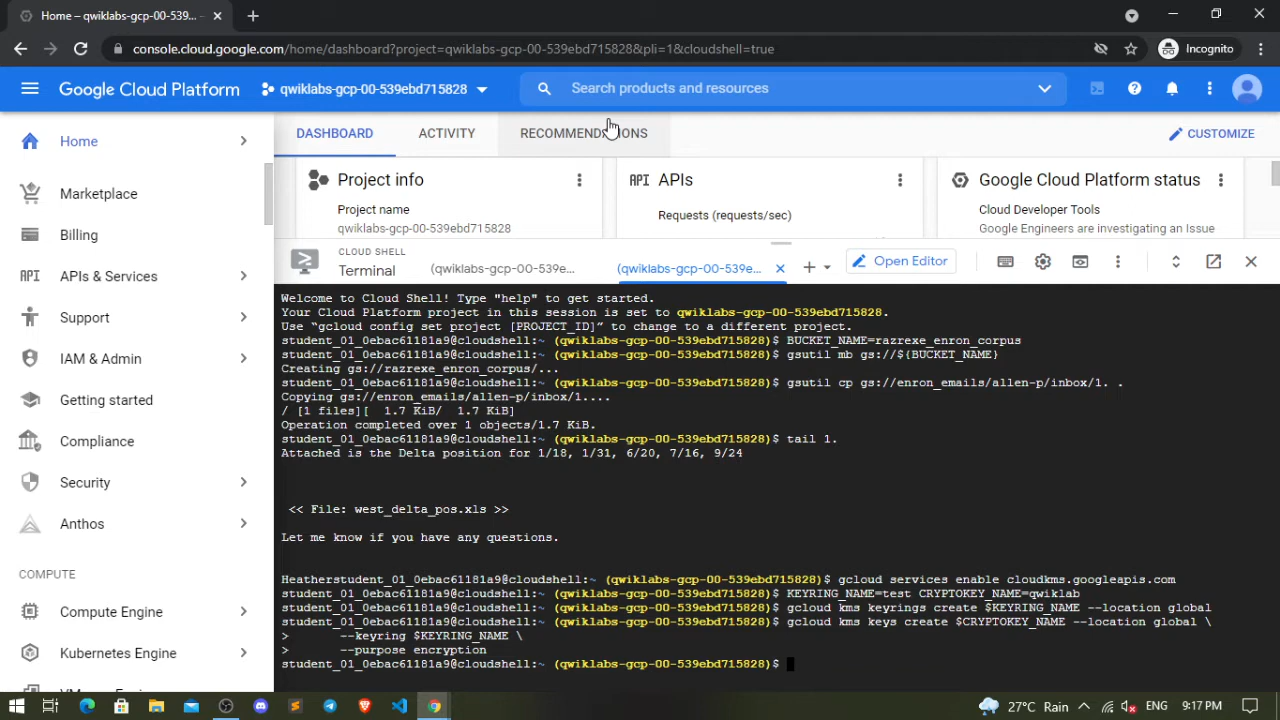 Home – qwiklabs-gcp-00-539...
console.cloud.google.com/home/dashboard?project=qwiklabs-gcp-00-539ebd715828&pli=1&cloudshell=true
Incognito
Google Cloud Platform
qwiklabs-gcp-00-539ebd715828
Search products and resources
Home
Marketplace
Billing
API APIs & Services
Support
IAM & Admin
Getting started
Compliance
Security
Anthos
COMPUTE
Compute Engine
Kubernetes Engine
DASHBOARD
ACTIVITY
RECOMMENDATIONS
CUSTOMIZE
Project info
Project name
qwiklabs-gcp-00-539ebd715828
API APIs
Requests (requests/sec)
Google Cloud Platform status
Cloud Developer Tools
Google Engineers are investigating an Issue
CLOUD SHELL
Terminal
(qwiklabs-gcp-00-539e...
(qwiklabs-gcp-00-539e...
Open Editor
Welcome to Cloud Shell! Type "help" to get started.
Your Cloud Platform project in this session is set to qwiklabs-gcp-00-539ebd715828.
Use “gcloud config set project [PROJECT_ID]” to change to a different project.
student_01_0ebac61181a9@cloudshell:~ (qwiklabs-gcp-00-539ebd715828)$ BUCKET_NAME=razrexe_enron_corpus
student_01_0ebac61181a9@cloudshell:~ (qwiklabs-gcp-00-539ebd715828)$ gsutil mb gs://${BUCKET_NAME}
Creating gs://razrexe_enron_corpus/...
student_01_0ebac61181a9@cloudshell:~ (qwiklabs-gcp-00-539ebd715828)$ gsutil cp gs://enron_emails/allen-p/inbox/1. .
Copying gs://enron_emails/allen-p/inbox/1....
/ [1 files][  1.7 KiB/  1.7 KiB]
Operation completed over 1 objects/1.7 KiB.
student_01_0ebac61181a9@cloudshell:~ (qwiklabs-gcp-00-539ebd715828)$ tail 1.
Attached is the Delta position for 1/18, 1/31, 6/20, 7/16, 9/24
<< File: west_delta_pos.xls >>
Let me know if you have any questions.
Heatherstudent_01_0ebac61181a9@cloudshell:~ (qwiklabs-gcp-00-539ebd715828)$ gcloud services enable cloudkms.googleapis.com
student_01_0ebac61181a9@cloudshell:~ (qwiklabs-gcp-00-539ebd715828)$ KEYRING_NAME=test CRYPTOKEY_NAME=qwiklab
student_01_0ebac61181a9@cloudshell:~ (qwiklabs-gcp-00-539ebd715828)$ gcloud kms keyrings create $KEYRING_NAME --location global
student_01_0ebac61181a9@cloudshell:~ (qwiklabs-gcp-00-539ebd715828)$ gcloud kms keys create $CRYPTOKEY_NAME --location global \
>      --keyring $KEYRING_NAME \
>      --purpose encryption
student_01_0ebac61181a9@cloudshell:~ (qwiklabs-gcp-00-539ebd715828)$
27°C Rain
ENG
9:17 PM